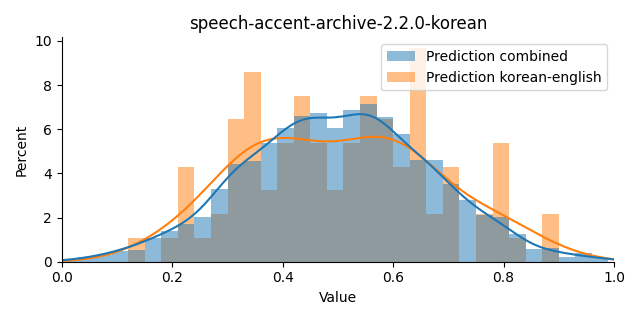 speech-accent-archive-2.2.0-korean
Prediction combined
Prediction korean-english
Percent
10
8
6
4
2
0
0.0 0.2 0.4 0.6 0.8 1.0
Value